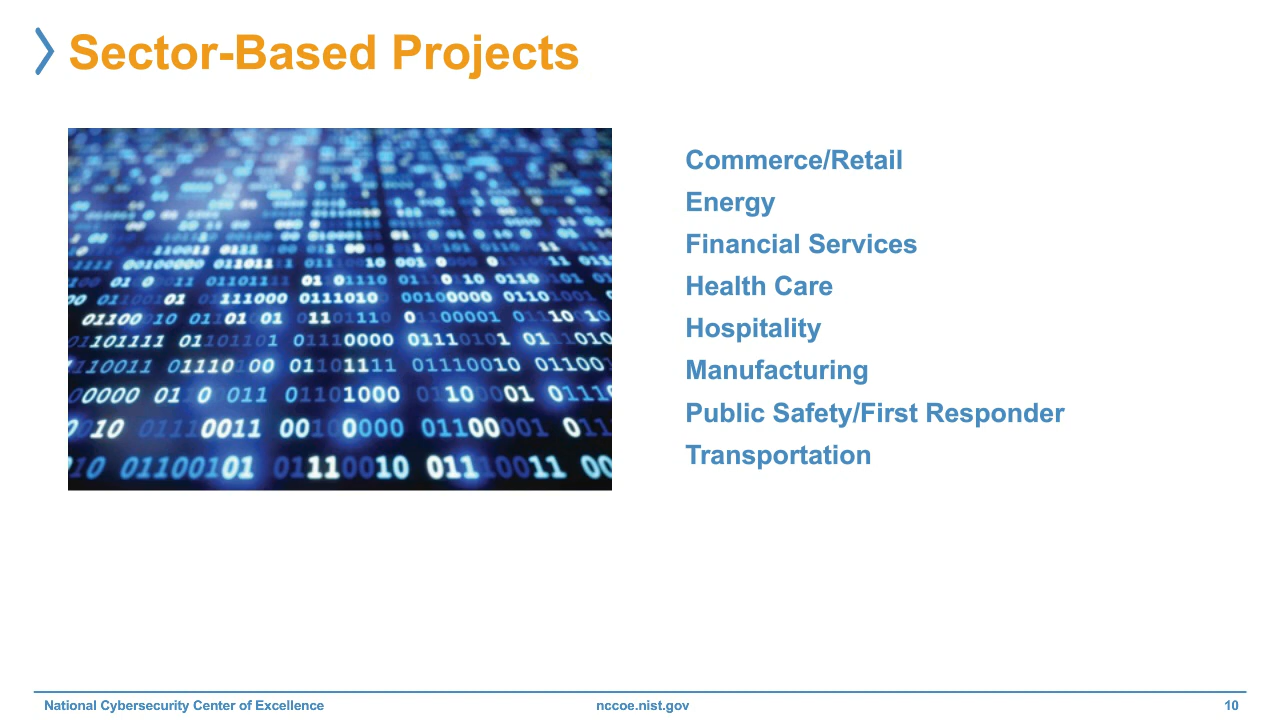 Sector-Based Projects
Commerce/Retail
Energy
Financial Services
Health Care
Hospitality
Manufacturing
Public Safety/First Responder
Transportation
National Cybersecurity Center of Excellence
nccoe.nist.gov
10